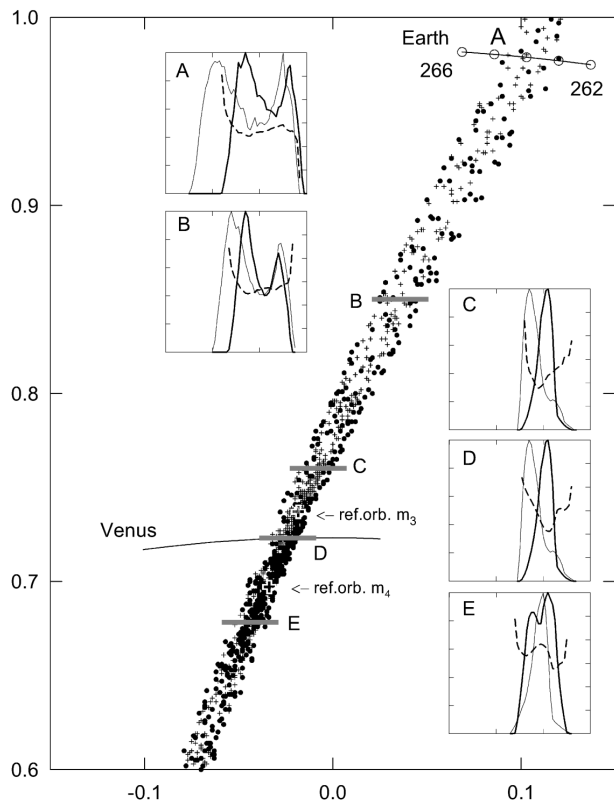 1.0
Earth
A
266
262
A
0.9
B
B
C
0.8
C
D
← ref.orb. m3
Venus
D
0.7
← ref.orb. m4
E
E
0.6
-0.1
0.0
0.1